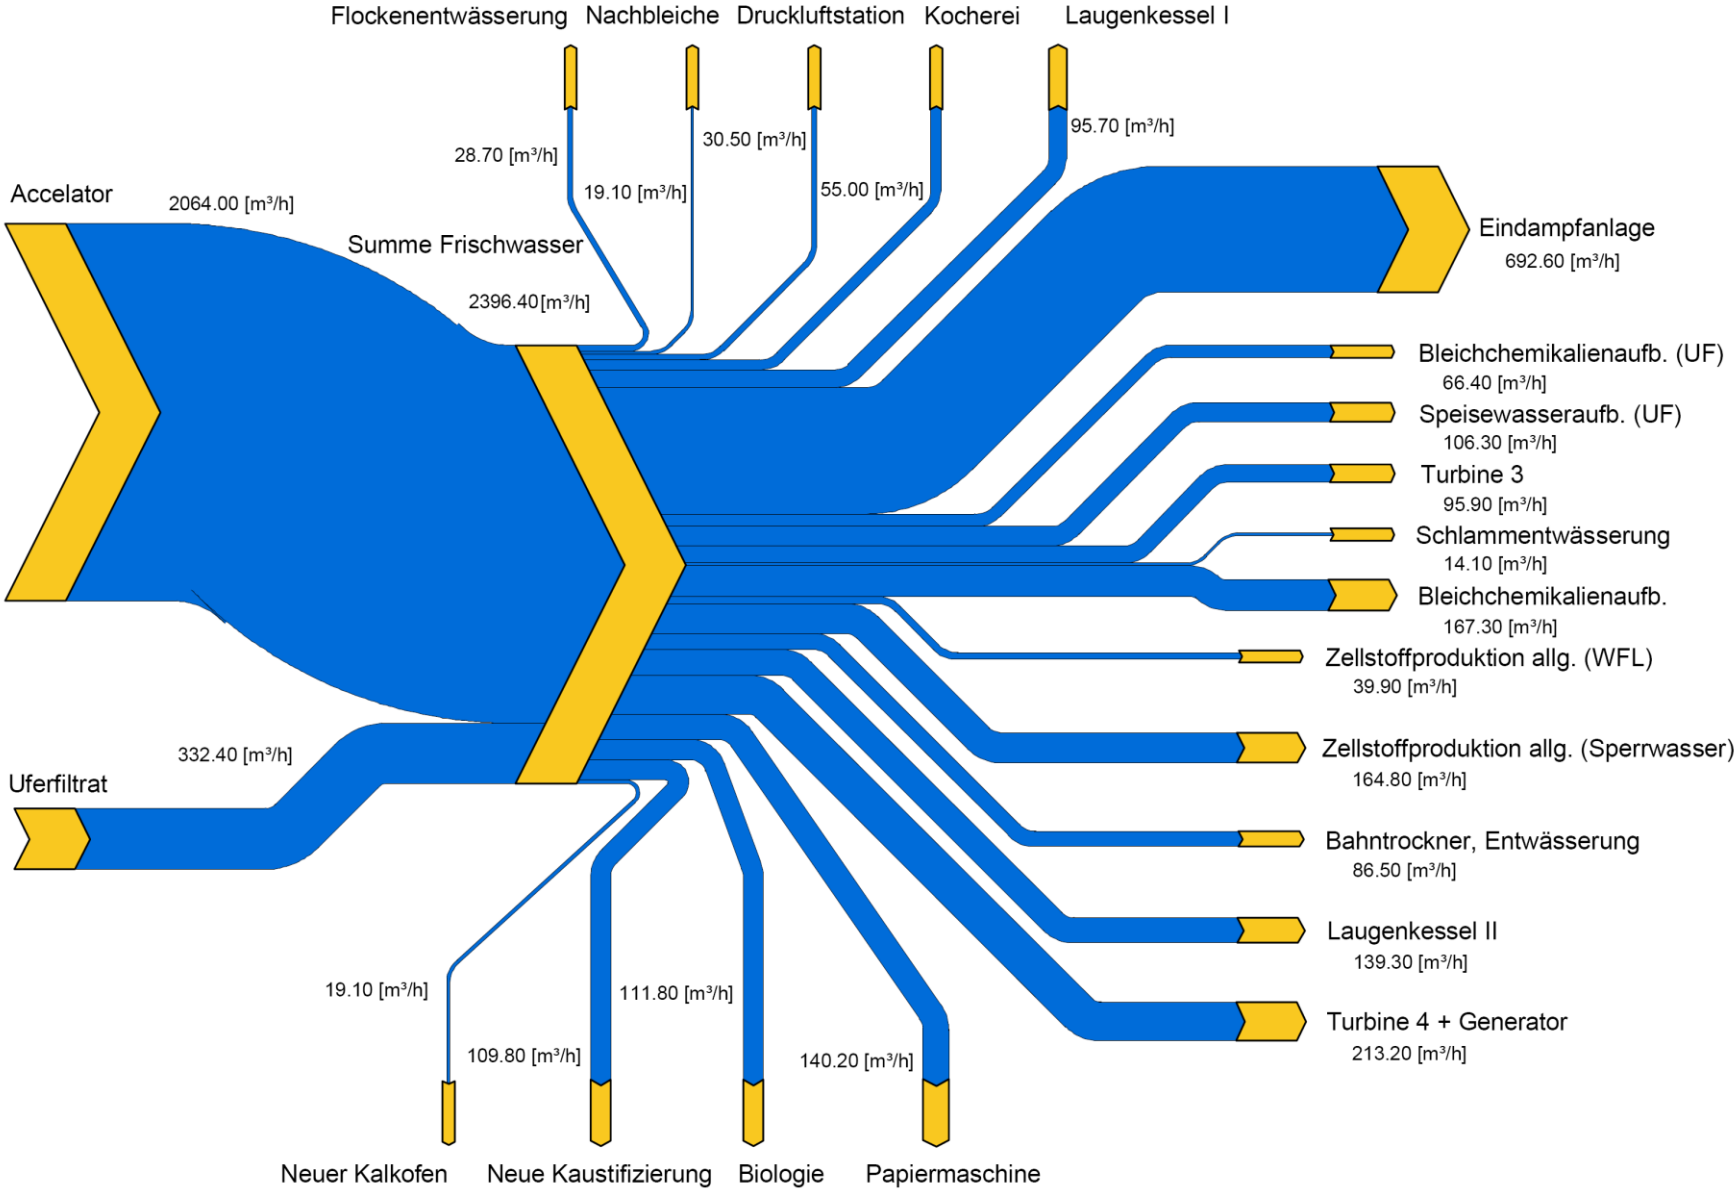 Flockenentwässerung Nachbleiche Druckluftstation Kocherei Laugenkessel I
95.70 [m³/h]
30.50 [m³/h]
28.70 [m³/h]
19.10 [m³/h]
55.00 [m³/h]
Accelator
2064.00 [m³/h]
Summe Frischwasser
2396.40[m³/h]
Eindampfanlage
692.60 [m³/h]
Bleichchemikalienaufb. (UF)
66.40 [m³/h]
Speisewasseraufb. (UF)
106.30 [m³/h]
Turbine 3
95.90 [m³/h]
Schlammentwässerung
14.10 [m³/h]
Bleichchemikalienaufb.
167.30 [m³/h]
Zellstoffproduktion allg. (WFL)
39.90 [m³/h]
Zellstoffproduktion allg. (Sperrwasser)
164.80 [m³/h]
332.40 [m³/h]
Uferfiltrat
Bahntrockner, Entwässerung
86.50 [m³/h]
Laugenkessel II
139.30 [m³/h]
Turbine 4 + Generator
213.20 [m³/h]
19.10 [m³/h]
111.80 [m³/h]
109.80 [m³/h]
140.20 [m³/h]
Neuer Kalkofen Neue Kaustifizierung Biologie Papiermaschine